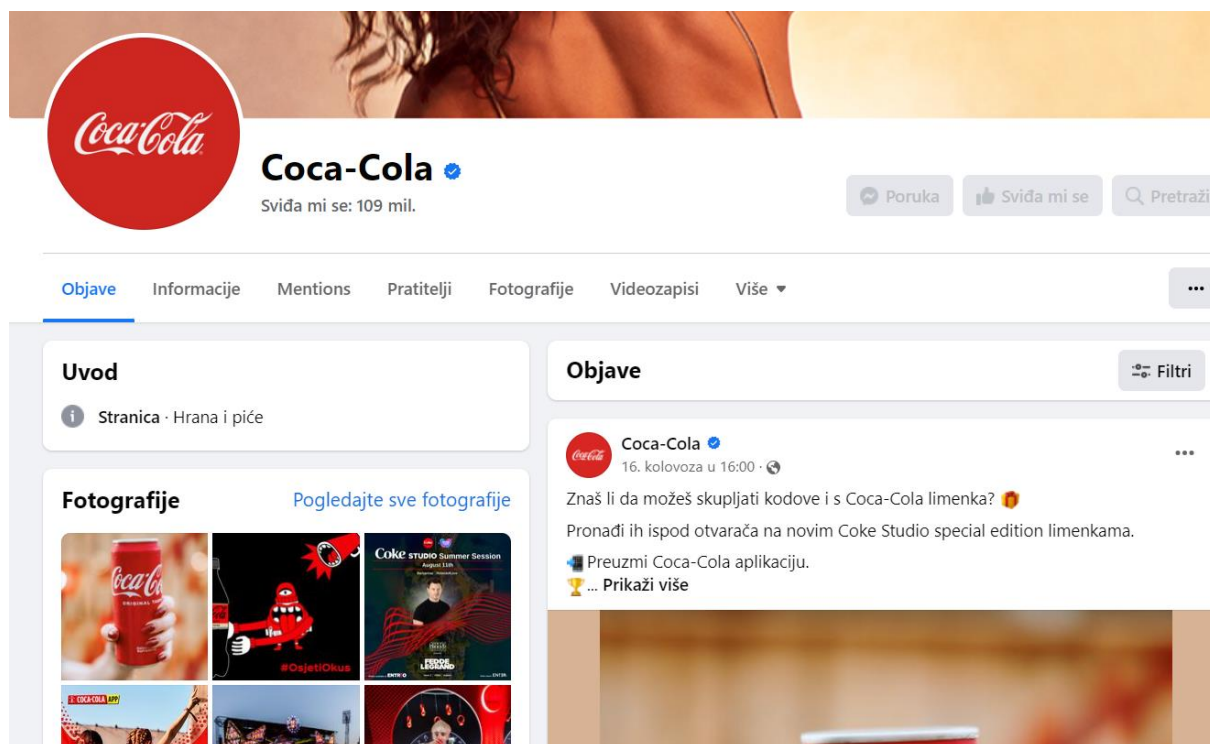 Coca-Cola
Coca-Cola
Sviđa mi se: 109 mil.
Poruka
Sviđa mi se
Pretraži
Objave
Informacije
Mentions
Pratitelji
Fotografije
Videozapisi
Više
Uvod
Stranica · Hrana i piće
Fotografije
Pogledajte sve fotografije
Coca-Co
ORIGINAL TA
#OsjetiOkus
Coke STUDIO Summer Session
August 11th
FEDDE
LEGRAND
COCA-COLA APP
Objave
Filtri
Coca-Cola
Coca-Cola
16. kolovoza u 16:00 ·
Znaš li da možeš skupljati kodove i s Coca-Cola limenka?
Pronađi ih ispod otvarača na novim Coke Studio special edition limenkama.
Preuzmi Coca-Cola aplikaciju.
... Prikaži više